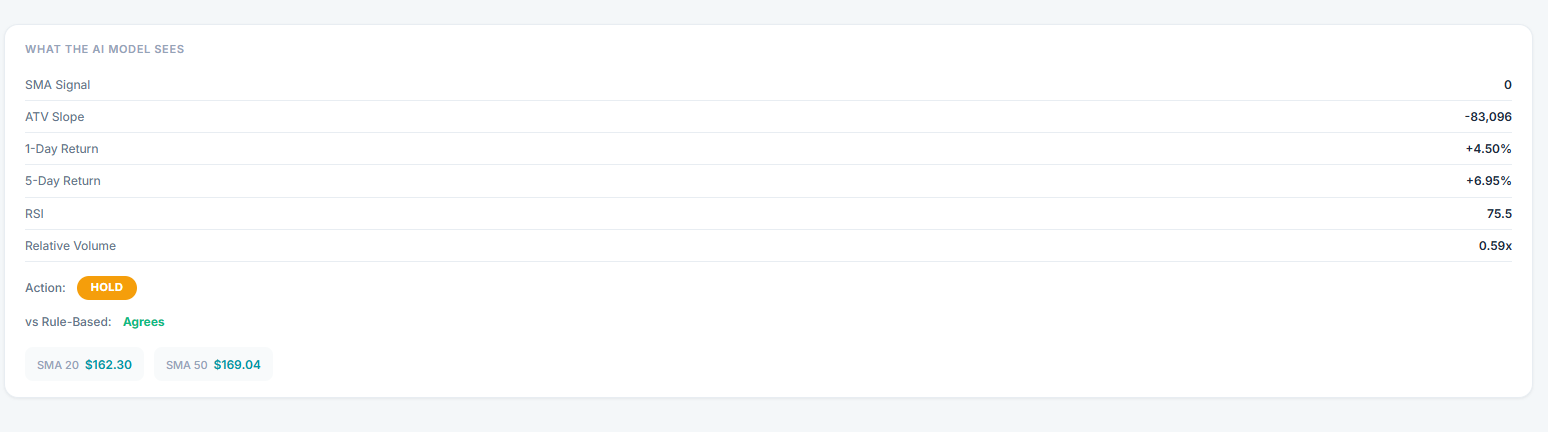 WHAT THE AI MODEL SEES
SMA Signal 0
ATV Slope -83,096
1-Day Return +4.50%
5-Day Return +6.95%
RSI 75.5
Relative Volume 0.59x
Action: HOLD
vs Rule-Based: Agrees
SMA 20 $162.30 SMA 50 $169.04